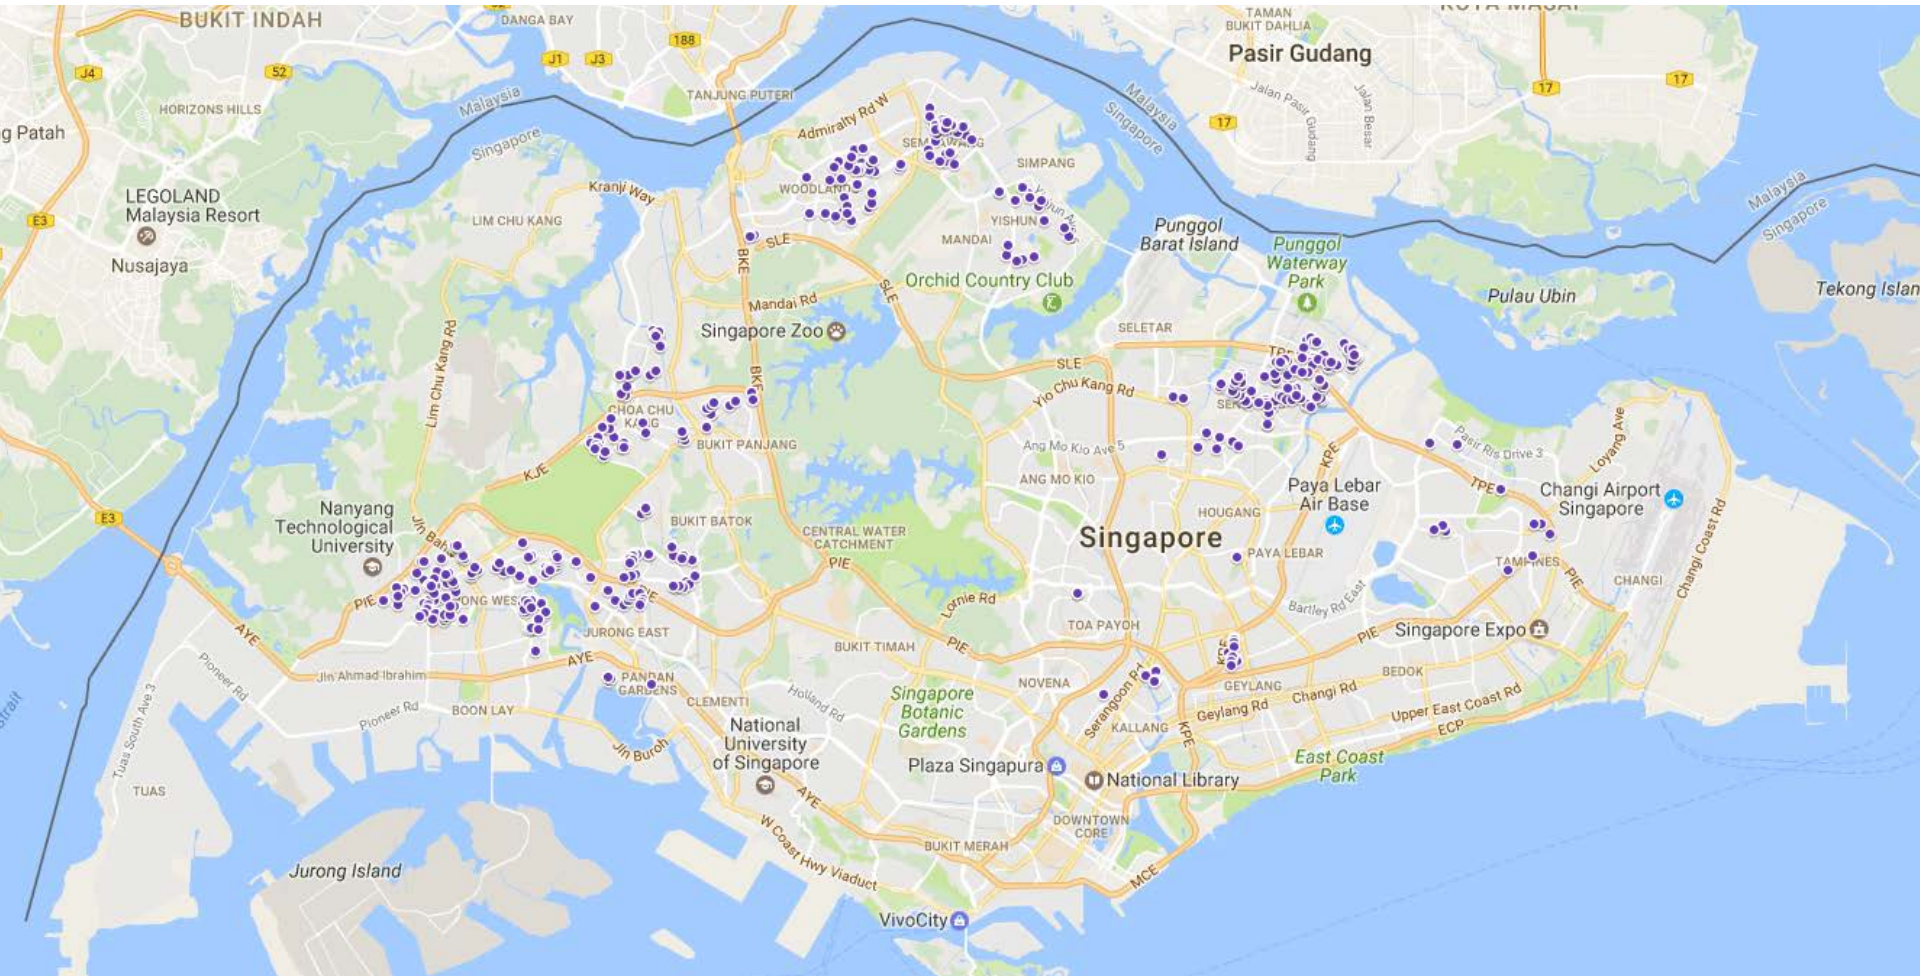 BUKIT INDAH
DANGA BAY
188
J1
J3
J4
52
HORIZONS HILLS
TANJUNG PUTERI
Malaysia
Singapore
g Patah
LEGOLAND
Malaysia Resort
Nusajaya
E3
E3
TAMAN
BUKIT DAHLIA
Pasir Gudang
Jalan Pasir Gudang
Jalan Besar
17
17
17
Malaysia
Singapore
Malaysia
Singapore
Admiralty Rd W
SIMPANG
WOODLAND
Kranji Way
LIM CHU KANG
YISHUN
MANDAI
SLE
BKE
SLE
Orchid Country Club
Mandai Rd
Singapore Zoo
Punggol
Barat Island
Punggol
Waterway
Park
Pulau Ubin
Tekong Islan
SELETAR
SLE
Yio Chu Kang Rd
Lim Chu Kang Rd
BKE
CHOA CHU
BUKIT PANJANG
KJE
Ang Mo Kio Ave 5
ANG MO KIO
KPE
Pasir Ris Drive 3
Loyang Ave
TPE
Paya Lebar
Air Base
Changi Airport
Singapore
Changi Coast Rd
Nanyang
Technological
University
BUKIT BATOK
CENTRAL WATER
CATCHMENT
HOUGANG
Singapore
PAYA LEBAR
TAMPINES
CHANGI
PIE
PIE
PIE
Lornie Rd
Bartley Rd East
AYE
JURONG EAST
TOA PAYOH
PIE
Singapore Expo
BUKIT TIMAH
PIE
AYE
Jln Ahmad Ibrahim
Pioneer Rd
PANDAN
GARDENS
CLEMENTI
Holland Rd
NOVENA
Serangoon Rd
GEYLANG
BEDOK
Changi Rd
Geylang Rd
Upper East Coast Rd
ECP
Singapore
Botanic
Gardens
KALLANG
KPE
Tuas South Ave 3
Pioneer Rd
BOON LAY
Jln Buroh
National
University
of Singapore
Plaza Singapura
National Library
East Coast
Park
TUAS
AYE
W Coast Hwy Viaduct
DOWNTOWN
CORE
BUKIT MERAH
MCE
Jurong Island
VivoCity